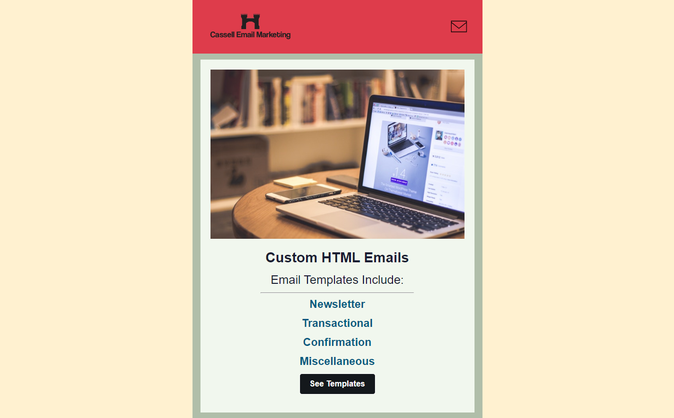 Cassell Email Marketing
Custom HTML Emails
Email Templates Include:
Newsletter
Transactional
Confirmation
Miscellaneous
See Templates